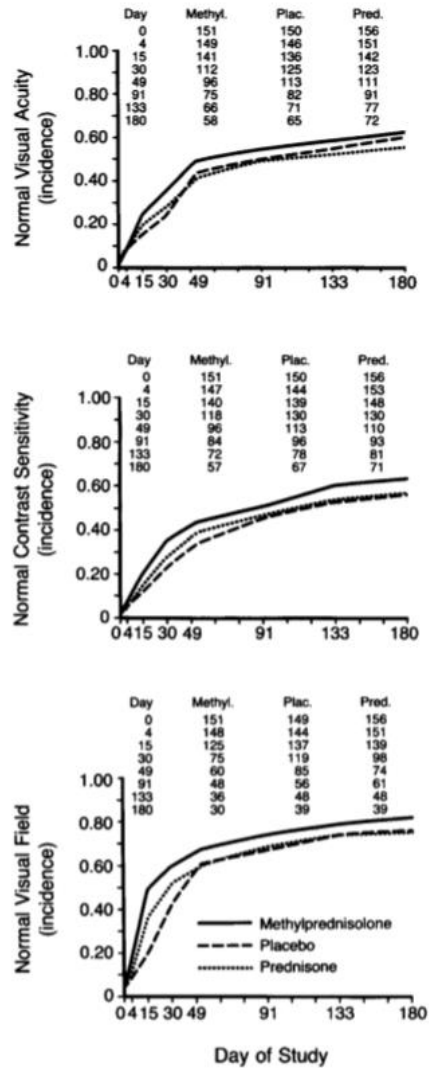 Day Methyl. Plac. Pred.
0 151 150 156
4 149 146 151
15 141 136 142
30 112 125 123
49 96 113 111
91 75 82 91
133 66 71 77
180 58 65 72
Normal Visual Acuity
(incidence)
1.00
0.80
0.60
0.40
0.20
0
0 4 15 30 49 91 133 180
Day Methyl. Plac. Pred.
0 151 150 156
4 147 144 153
15 140 139 148
30 118 130 130
49 96 113 110
91 84 96 93
133 72 78 81
180 57 67 71
Normal Contrast Sensitivity
(incidence)
1.00
0.80
0.60
0.40
0.20
0
0 4 15 30 49 91 133 180
Day Methyl. Plac. Pred.
0 151 149 156
4 148 144 151
15 125 137 139
30 75 119 98
49 60 85 74
91 48 56 61
133 36 48 48
180 30 39 39
Normal Visual Field
(incidence)
1.00
0.80
0.60
0.40
0.20
0
Methylprednisolone
Placebo
Prednisone
0 4 15 30 49 91 133 180
Day of Study